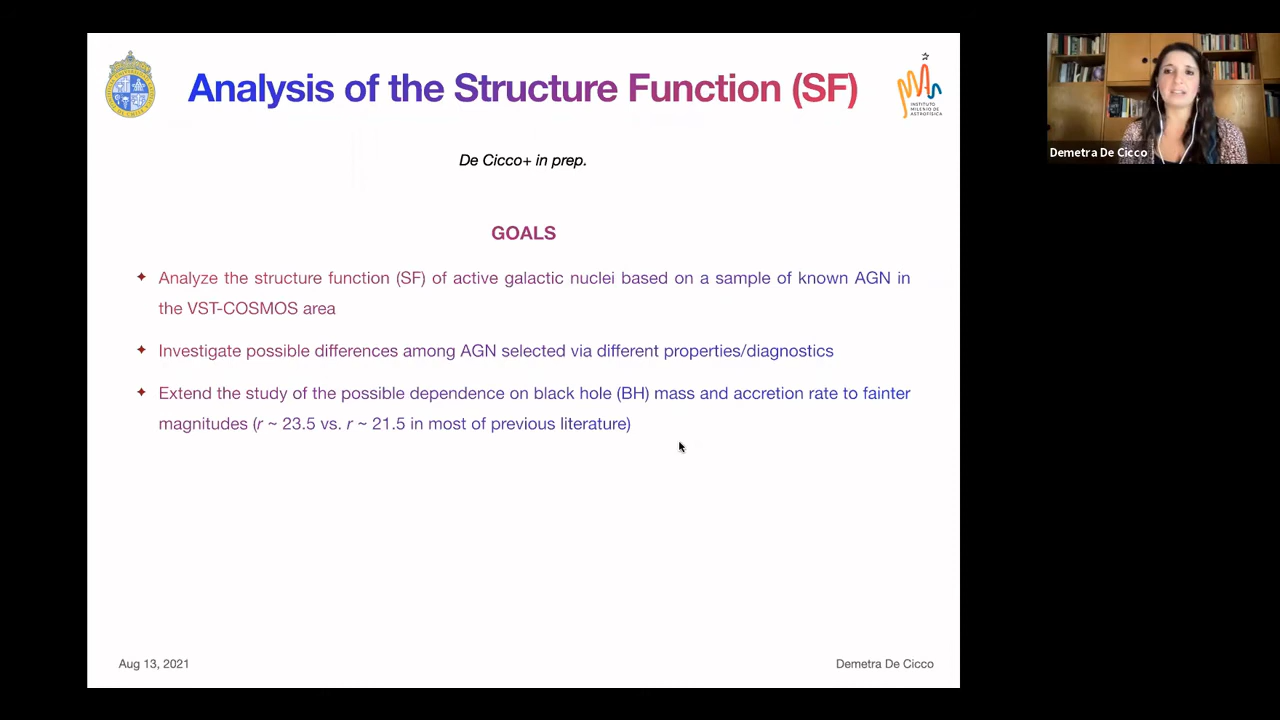 Analysis of the Structure Function (SF)
INSTITUTO
MILENIO DE
ASTROFÍSICA
De Cicco+ in prep.
GOALS
Analyze the structure function (SF) of active galactic nuclei based on a sample of known AGN in
the VST-COSMOS area
Investigate possible differences among AGN selected via different properties/diagnostics
Extend the study of the possible dependence on black hole (BH) mass and accretion rate to fainter
magnitudes (r ~ 23.5 vs. r ~ 21.5 in most of previous literature)
Aug 13, 2021
Demetra De Cicco
Demetra De Cicco